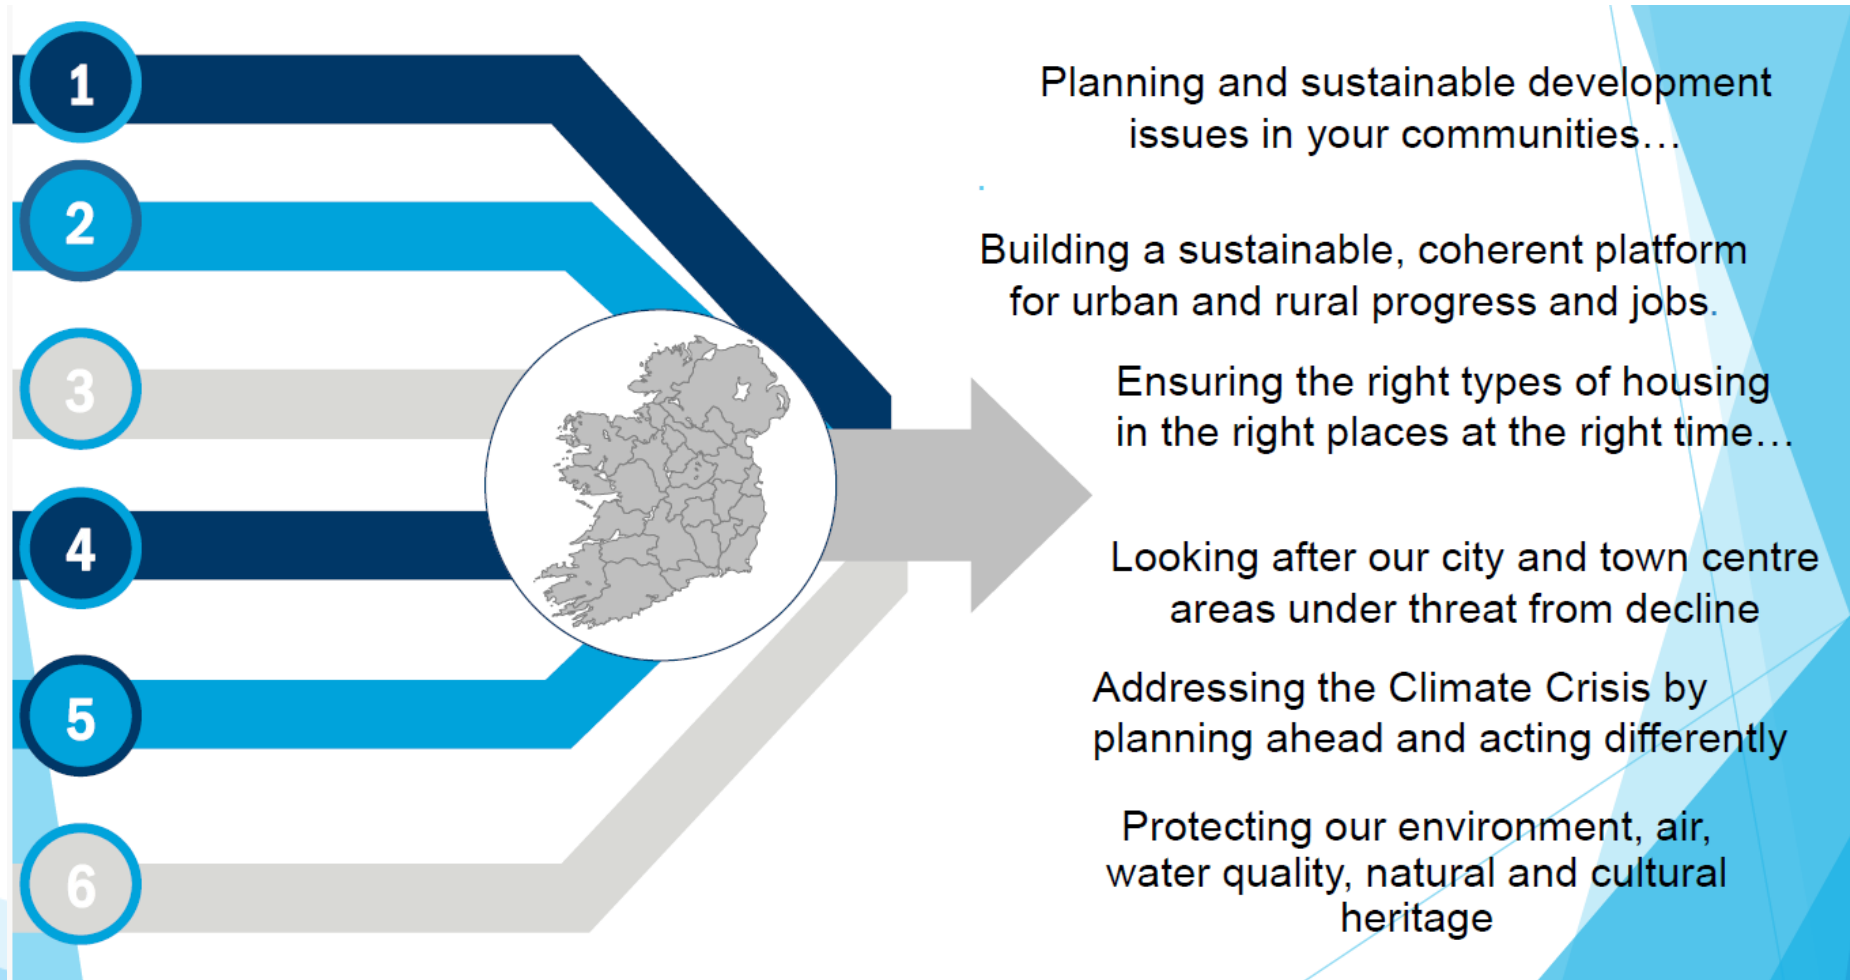 1
Planning and sustainable development
issues in your communities…
.
2
Building a sustainable, coherent platform
for urban and rural progress and jobs.
3
Ensuring the right types of housing
in the right places at the right time…
4
Looking after our city and town centre
areas under threat from decline
5
Addressing the Climate Crisis by
planning ahead and acting differently
6
Protecting our environment, air,
water quality, natural and cultural
heritage